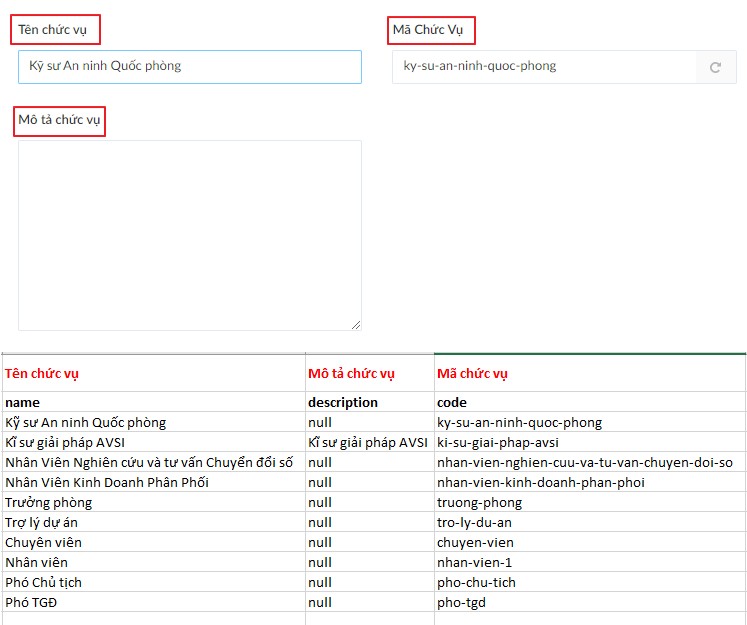 Tên chức vụ Mã Chức Vụ
Kỹ sư An ninh Quốc phòng ky-su-an-ninh-quoc-phong
Mô tả chức vụ
Tên chức vụ Mô tả chức vụ Mã chức vụ
name description code
Kỹ sư An ninh Quốc phòng null ky-su-an-ninh-quoc-phong
Kĩ sư giải pháp AVSI Kĩ sư giải pháp AVSI ki-su-giai-phap-avsi
Nhân Viên Nghiên cứu và tư vấn Chuyển đổi số null nhan-vien-nghien-cuu-va-tu-van-chuyen-doi-so
Nhân Viên Kinh Doanh Phân Phối null nhan-vien-kinh-doanh-phan-phoi
Trưởng phòng null truong-phong
Trợ lý dự án null tro-ly-du-an
Chuyên viên null chuyen-vien
Nhân viên null nhan-vien-1
Phó Chủ tịch null pho-chu-tich
Phó TGĐ null pho-tgd